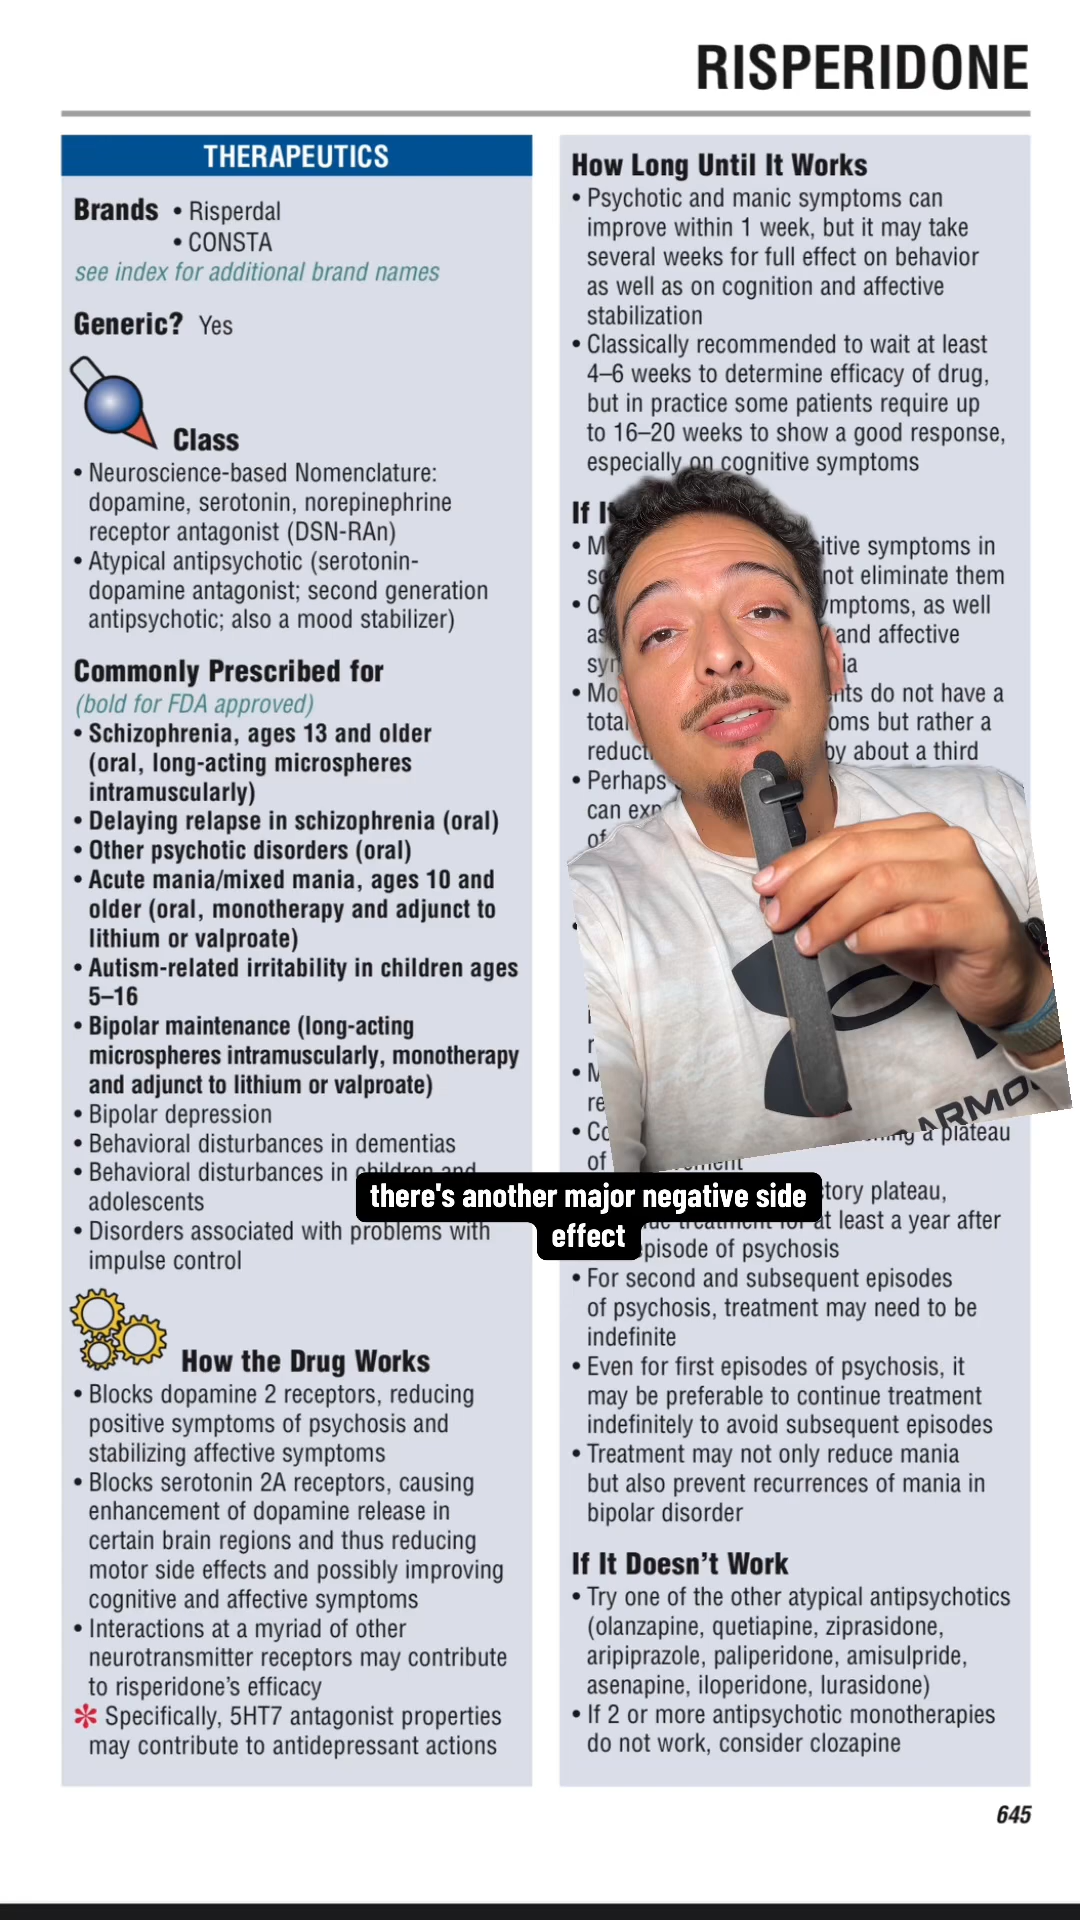 RISPERIDONE
THERAPEUTICS
Brands • Risperdal
• CONSTA
see index for additional brand names
Generic? Yes
Class
• Neuroscience-based Nomenclature:
dopamine, serotonin, norepinephrine
receptor antagonist (DSN-RAn)
• Atypical antipsychotic (serotonin-
dopamine antagonist; second generation
antipsychotic; also a mood stabilizer)
Commonly Prescribed for
(bold for FDA approved)
• Schizophrenia, ages 13 and older
(oral, long-acting microspheres
intramuscularly)
• Delaying relapse in schizophrenia (oral)
• Other psychotic disorders (oral)
• Acute mania/mixed mania, ages 10 and
older (oral, monotherapy and adjunct to
lithium or valproate)
• Autism-related irritability in children ages
5–16
• Bipolar maintenance (long-acting
microspheres intramuscularly, monotherapy
and adjunct to lithium or valproate)
• Bipolar depression
• Behavioral disturbances in dementias
• Behavioral disturbances in children and
adolescents
• Disorders associated with problems with
impulse control
How the Drug Works
• Blocks dopamine 2 receptors, reducing
positive symptoms of psychosis and
stabilizing affective symptoms
• Blocks serotonin 2A receptors, causing
enhancement of dopamine release in
certain brain regions and thus reducing
motor side effects and possibly improving
cognitive and affective symptoms
• Interactions at a myriad of other
neurotransmitter receptors may contribute
to risperidone's efficacy
✻ Specifically, 5HT7 antagonist properties
may contribute to antidepressant actions
How Long Until It Works
• Psychotic and manic symptoms can
improve within 1 week, but it may take
several weeks for full effect on behavior
as well as on cognition and affective
stabilization
• Classically recommended to wait at least
4–6 weeks to determine efficacy of drug,
but in practice some patients require up
to 16–20 weeks to show a good response,
especially on cognitive symptoms
If
symptoms in
not eliminate them
as well
and affective
do not have a
but rather a
by about a third
• Perhaps
can
of
a plateau
of
plateau,
at least a year after
episode of psychosis
• For second and subsequent episodes
of psychosis, treatment may need to be
indefinite
• Even for first episodes of psychosis, it
may be preferable to continue treatment
indefinitely to avoid subsequent episodes
• Treatment may not only reduce mania
but also prevent recurrences of mania in
bipolar disorder
If It Doesn't Work
• Try one of the other atypical antipsychotics
(olanzapine, quetiapine, ziprasidone,
aripiprazole, paliperidone, amisulpride,
asenapine, iloperidone, lurasidone)
• If 2 or more antipsychotic monotherapies
do not work, consider clozapine
645
there's another major negative side
effect